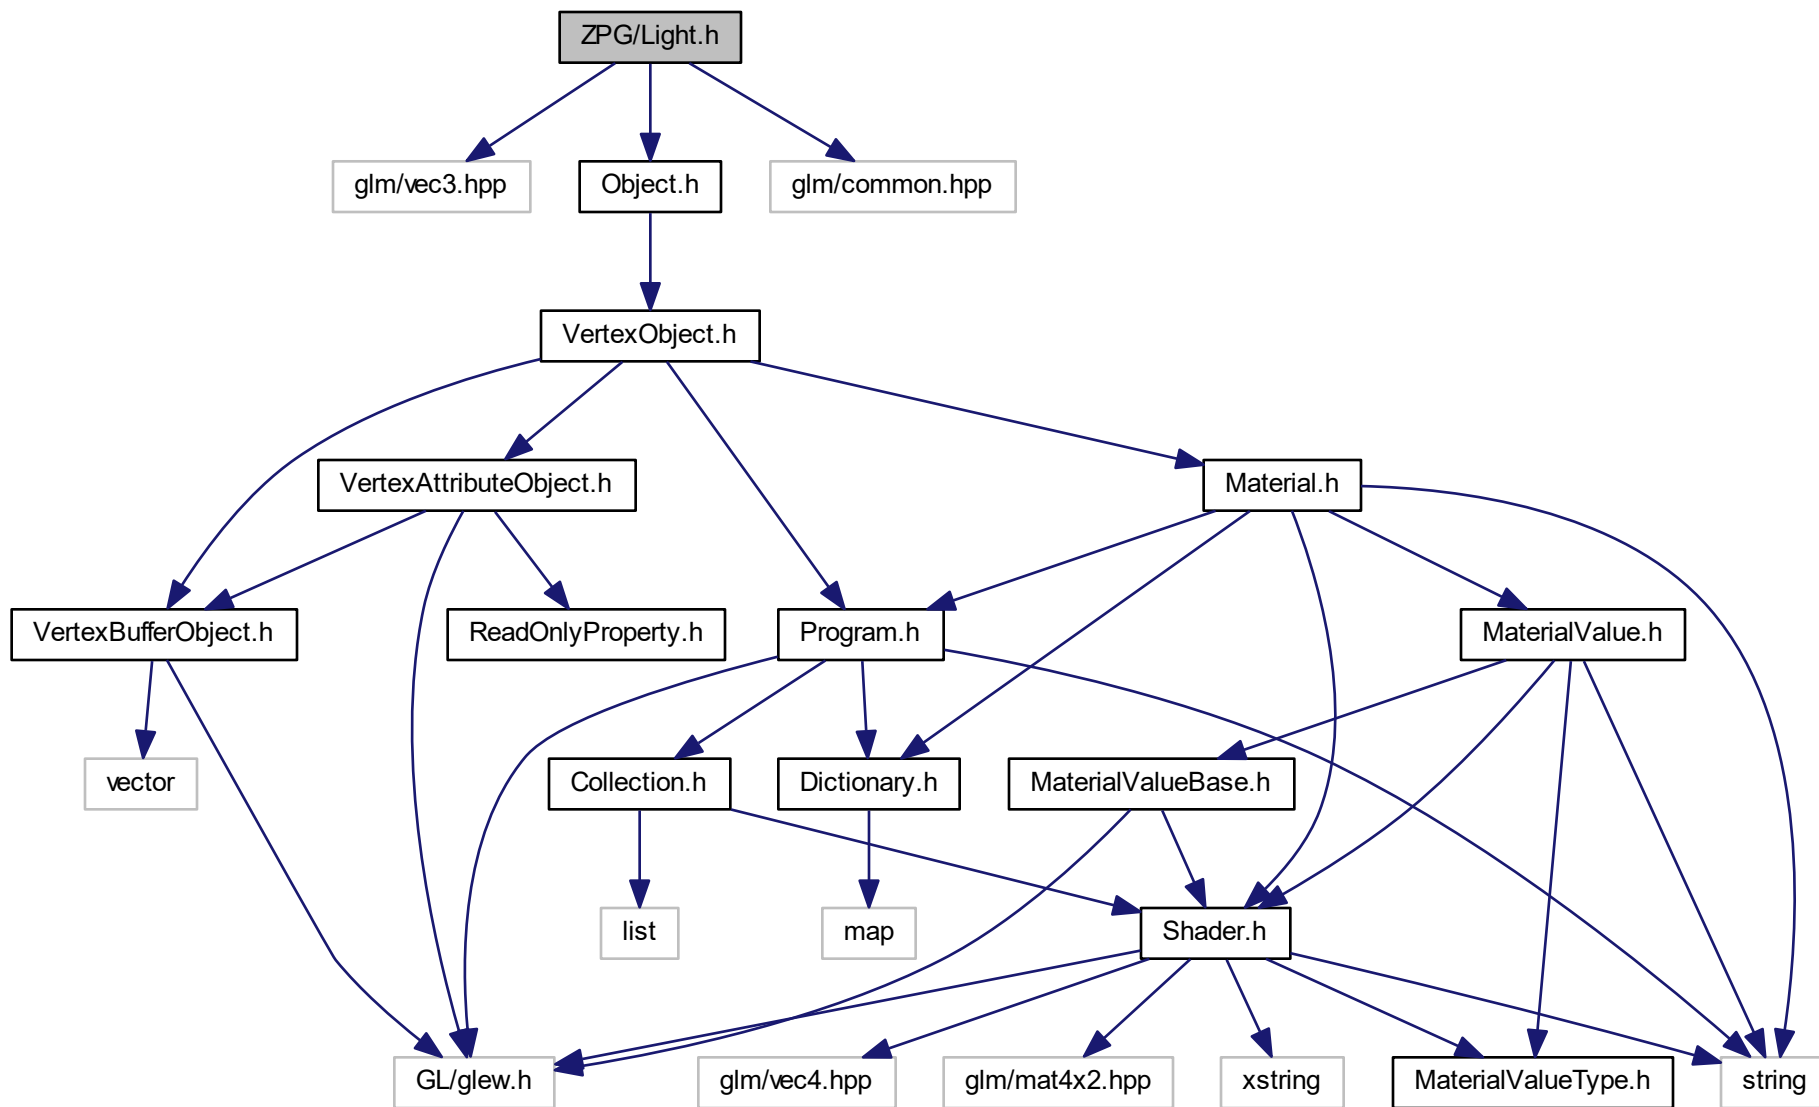 ZPG/Light.h
glm/vec3.hpp
Object.h
glm/common.hpp
VertexObject.h
VertexAttributeObject.h
Material.h
VertexBufferObject.h
ReadOnlyProperty.h
Program.h
MaterialValue.h
vector
Collection.h
Dictionary.h
MaterialValueBase.h
list
map
Shader.h
GL/glew.h
glm/vec4.hpp
glm/mat4x2.hpp
xstring
MaterialValueType.h
string